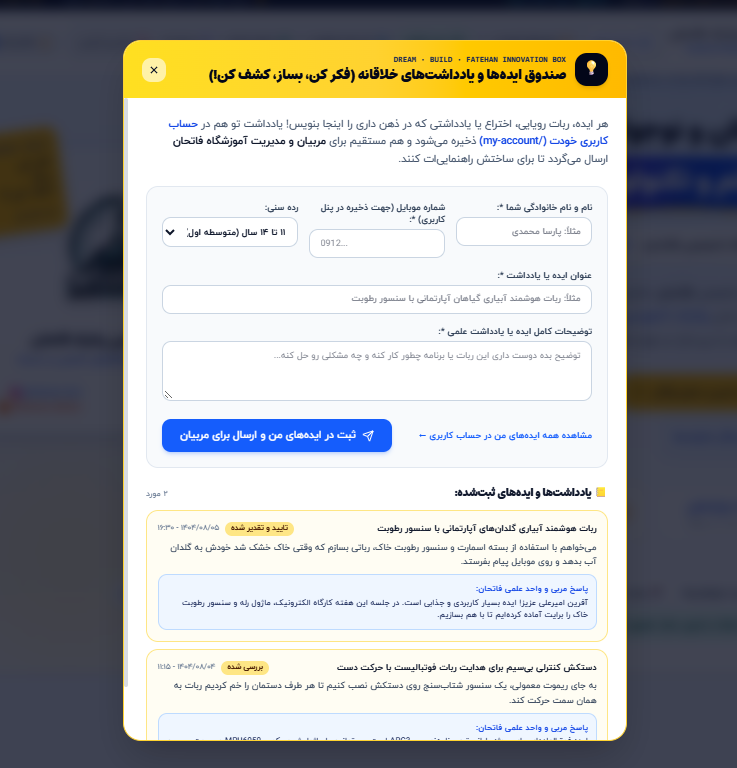 DREAM · BUILD · FATEHAN INNOVATION BOX
صندوق ایده‌ها و یادداشت‌های خلاقانه (فکر کن، بساز، کشف کن!)
×
هر ایده، ربات رویایی، اختراع یا یادداشتی که در ذهن داری را اینجا بنویس! یادداشت تو هم در حساب
کاربری خودت (/my-account) ذخیره می‌شود و هم مستقیم برای مربیان و مدیریت آموزشگاه فاتحان
ارسال می‌گردد تا برای ساختش راهنمایی‌ات کنند.
نام و نام خانوادگی شما *:
مثلاً: پارسا محمدی
شماره موبایل (جهت ذخیره در پنل
کاربری) *:
0912...
رده سنی:
۱۱ تا ۱۴ سال (متوسطه اول)
عنوان ایده یا یادداشت *:
مثلاً: ربات هوشمند آبیاری گیاهان آپارتمانی با سنسور رطوبت
توضیحات کامل ایده یا یادداشت علمی *:
توضیح بده دوست داری این ربات یا برنامه چطور کار کنه و چه مشکلی رو حل کنه...
مشاهده همه ایده‌های من در حساب کاربری ←
ثبت در ایده‌های من و ارسال برای مربیان
یادداشت‌ها و ایده‌های ثبت‌شده:
۲ مورد
ربات هوشمند آبیاری گلدان‌های آپارتمانی با سنسور رطوبت
تایید و تقدیر شده
۱۴۰۴/۰۸/۰۵ - ۱۶:۳۰
می‌خواهم با استفاده از بسته اسمارت و سنسور رطوبت خاک، رباتی بسازم که وقتی خاک خشک شد خودش به گلدان
آب بدهد و روی موبایل پیام بفرستد.
پاسخ مربی و واحد علمی فاتحان:
آفرین امیرعلی عزیز! ایده بسیار کاربردی و جذابی است. در جلسه این هفته کارگاه الکترونیک، ماژول رله و سنسور رطوبت
خاک را برایت آماده کرده‌ایم تا با هم بسازیم.
دستکش کنترلی بی‌سیم برای هدایت ربات فوتبالیست با حرکت دست
بررسی شده
۱۴۰۴/۰۸/۰۴ - ۱۱:۱۵
به جای ریموت معمولی، یک سنسور شتاب‌سنج روی دستکش نصب کنیم تا هر طرف دستمان را خم کردیم ربات به
همان سمت حرکت کند.
پاسخ مربی و واحد علمی فاتحان: